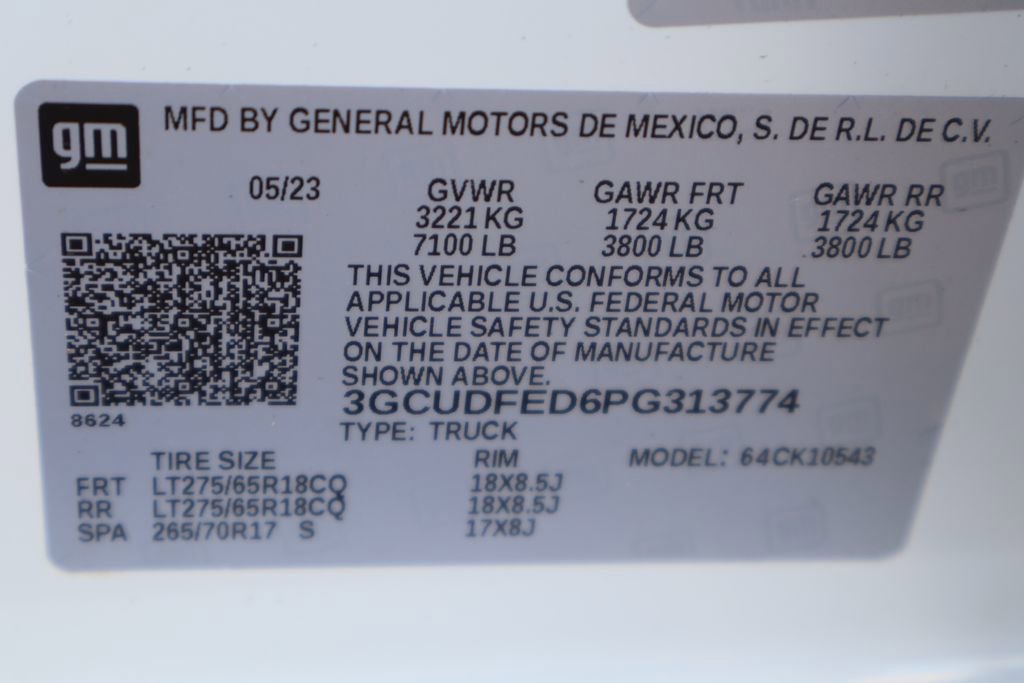 gm MFD BY GENERAL MOTORS DE MEXICO, S. DE R.L. DE C.V.
05/23 GVWR GAWR FRT GAWR RR
3221 KG 1724 KG 1724 KG
7100 LB 3800 LB 3800 LB
THIS VEHICLE CONFORMS TO ALL
APPLICABLE U.S. FEDERAL MOTOR
VEHICLE SAFETY STANDARDS IN EFFECT
ON THE DATE OF MANUFACTURE
SHOWN ABOVE.
3GCUDFED6PG313774
8624
TYPE: TRUCK
TIRE SIZE RIM MODEL: 64CK10543
FRT LT275/65R18CQ 18X8.5J
RR LT275/65R18CQ 18X8.5J
SPA 265/70R17 S 17X8J